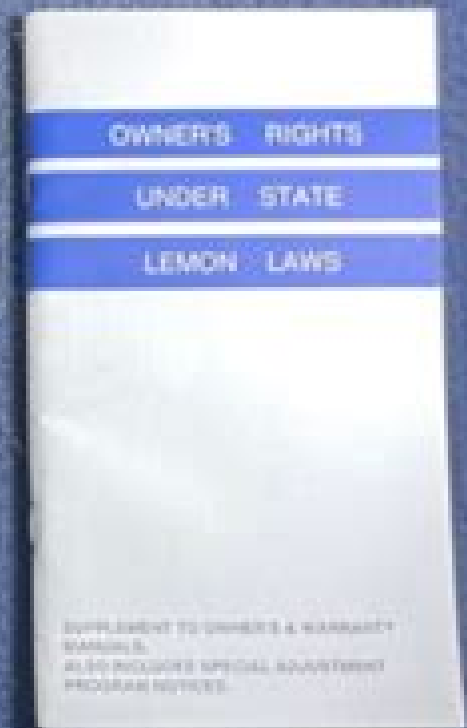 OWNER'S RIGHTS
UNDER STATE
LEMON LAWS
SUPPLEMENT TO OWNER'S & WARRANTY
MANUALS.
ALSO INCLUDES SPECIAL ADJUSTMENT
PROGRAM NOTICES.